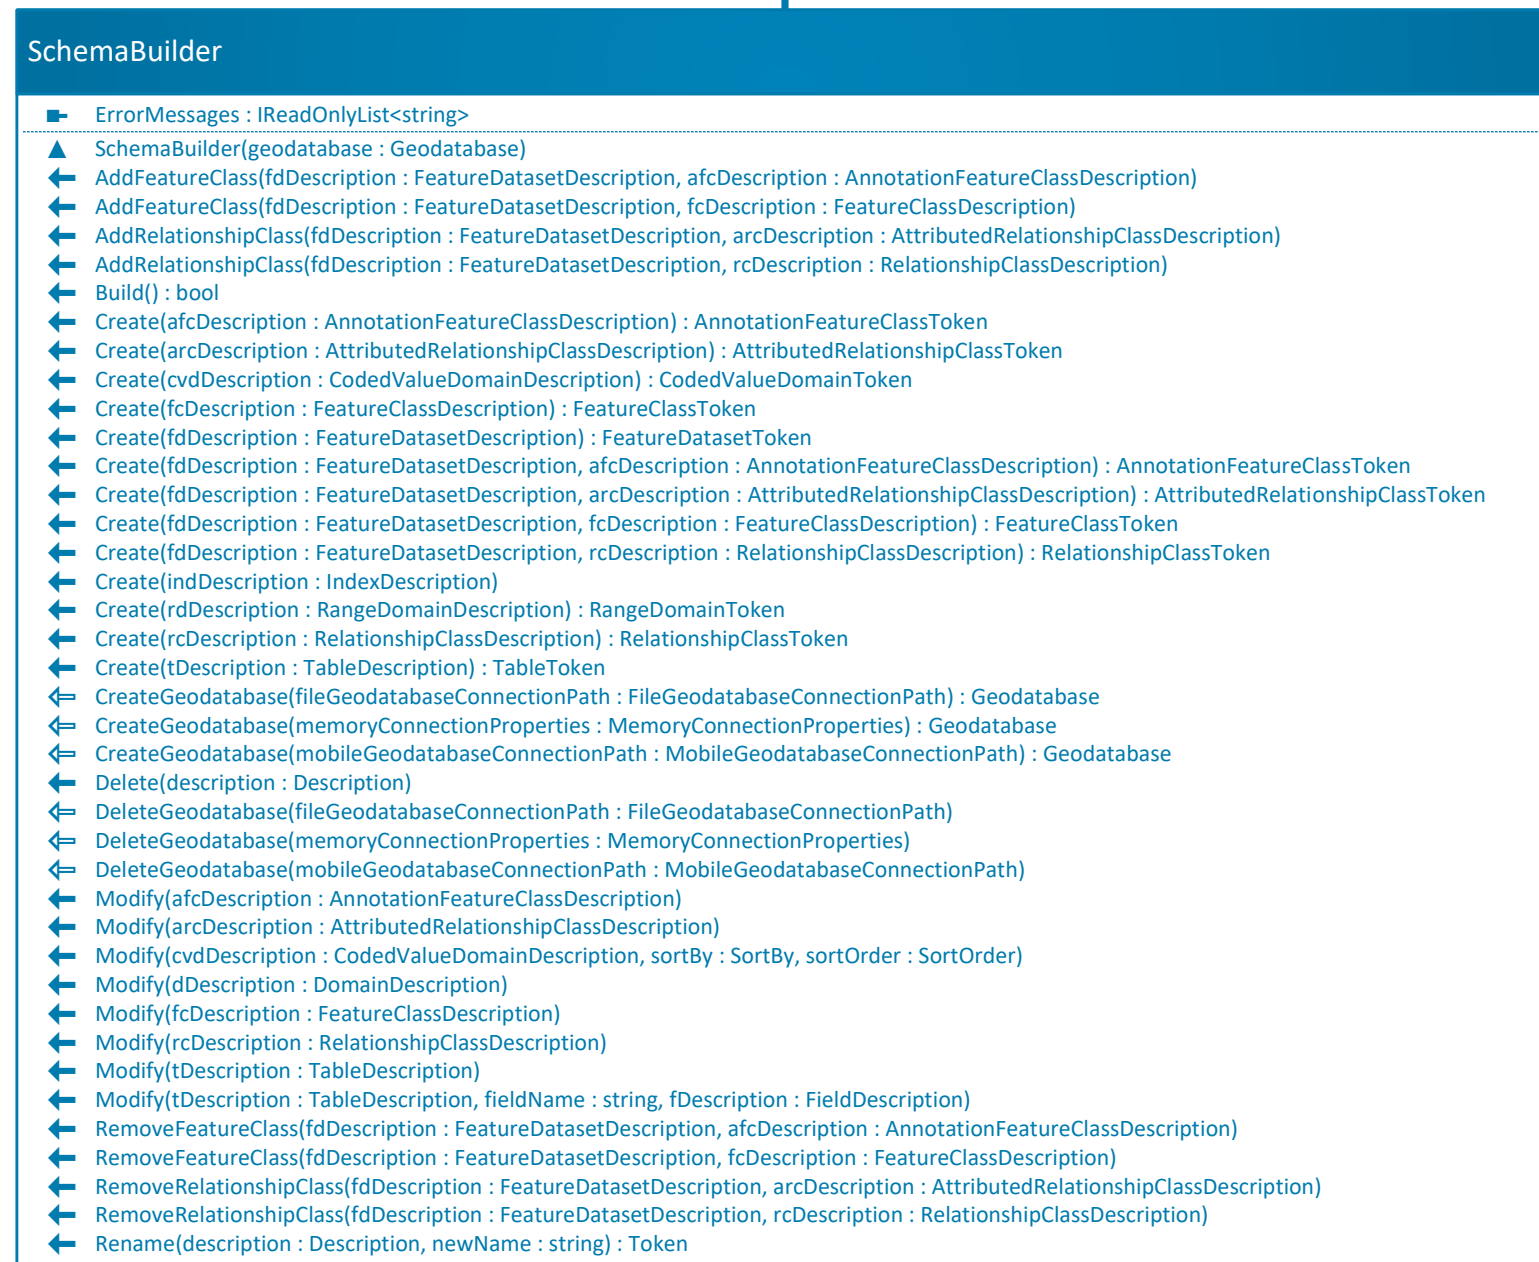 SchemaBuilder
ErrorMessages : IReadOnlyList<string>
SchemaBuilder(geodatabase : Geodatabase)
AddFeatureClass(fdDescription : FeatureDatasetDescription, afcDescription : AnnotationFeatureClassDescription)
AddFeatureClass(fdDescription : FeatureDatasetDescription, fcDescription : FeatureClassDescription)
AddRelationshipClass(fdDescription : FeatureDatasetDescription, arcDescription : AttributedRelationshipClassDescription)
AddRelationshipClass(fdDescription : FeatureDatasetDescription, rcDescription : RelationshipClassDescription)
Build() : bool
Create(afcDescription : AnnotationFeatureClassDescription) : AnnotationFeatureClassToken
Create(arcDescription : AttributedRelationshipClassDescription) : AttributedRelationshipClassToken
Create(cvdDescription : CodedValueDomainDescription) : CodedValueDomainToken
Create(fcDescription : FeatureClassDescription) : FeatureClassToken
Create(fdDescription : FeatureDatasetDescription) : FeatureDatasetToken
Create(fdDescription : FeatureDatasetDescription, afcDescription : AnnotationFeatureClassDescription) : AnnotationFeatureClassToken
Create(fdDescription : FeatureDatasetDescription, arcDescription : AttributedRelationshipClassDescription) : AttributedRelationshipClassToken
Create(fdDescription : FeatureDatasetDescription, fcDescription : FeatureClassDescription) : FeatureClassToken
Create(fdDescription : FeatureDatasetDescription, rcDescription : RelationshipClassDescription) : RelationshipClassToken
Create(indDescription : IndexDescription)
Create(rdDescription : RangeDomainDescription) : RangeDomainToken
Create(rcDescription : RelationshipClassDescription) : RelationshipClassToken
Create(tDescription : TableDescription) : TableToken
CreateGeodatabase(fileGeodatabaseConnectionPath : FileGeodatabaseConnectionPath) : Geodatabase
CreateGeodatabase(memoryConnectionProperties : MemoryConnectionProperties) : Geodatabase
CreateGeodatabase(mobileGeodatabaseConnectionPath : MobileGeodatabaseConnectionPath) : Geodatabase
Delete(description : Description)
DeleteGeodatabase(fileGeodatabaseConnectionPath : FileGeodatabaseConnectionPath)
DeleteGeodatabase(memoryConnectionProperties : MemoryConnectionProperties)
DeleteGeodatabase(mobileGeodatabaseConnectionPath : MobileGeodatabaseConnectionPath)
Modify(afcDescription : AnnotationFeatureClassDescription)
Modify(arcDescription : AttributedRelationshipClassDescription)
Modify(cvdDescription : CodedValueDomainDescription, sortBy : SortBy, sortOrder : SortOrder)
Modify(dDescription : DomainDescription)
Modify(fcDescription : FeatureClassDescription)
Modify(rcDescription : RelationshipClassDescription)
Modify(tDescription : TableDescription)
Modify(tDescription : TableDescription, fieldName : string, fDescription : FieldDescription)
RemoveFeatureClass(fdDescription : FeatureDatasetDescription, afcDescription : AnnotationFeatureClassDescription)
RemoveFeatureClass(fdDescription : FeatureDatasetDescription, fcDescription : FeatureClassDescription)
RemoveRelationshipClass(fdDescription : FeatureDatasetDescription, arcDescription : AttributedRelationshipClassDescription)
RemoveRelationshipClass(fdDescription : FeatureDatasetDescription, rcDescription : RelationshipClassDescription)
Rename(description : Description, newName : string) : Token